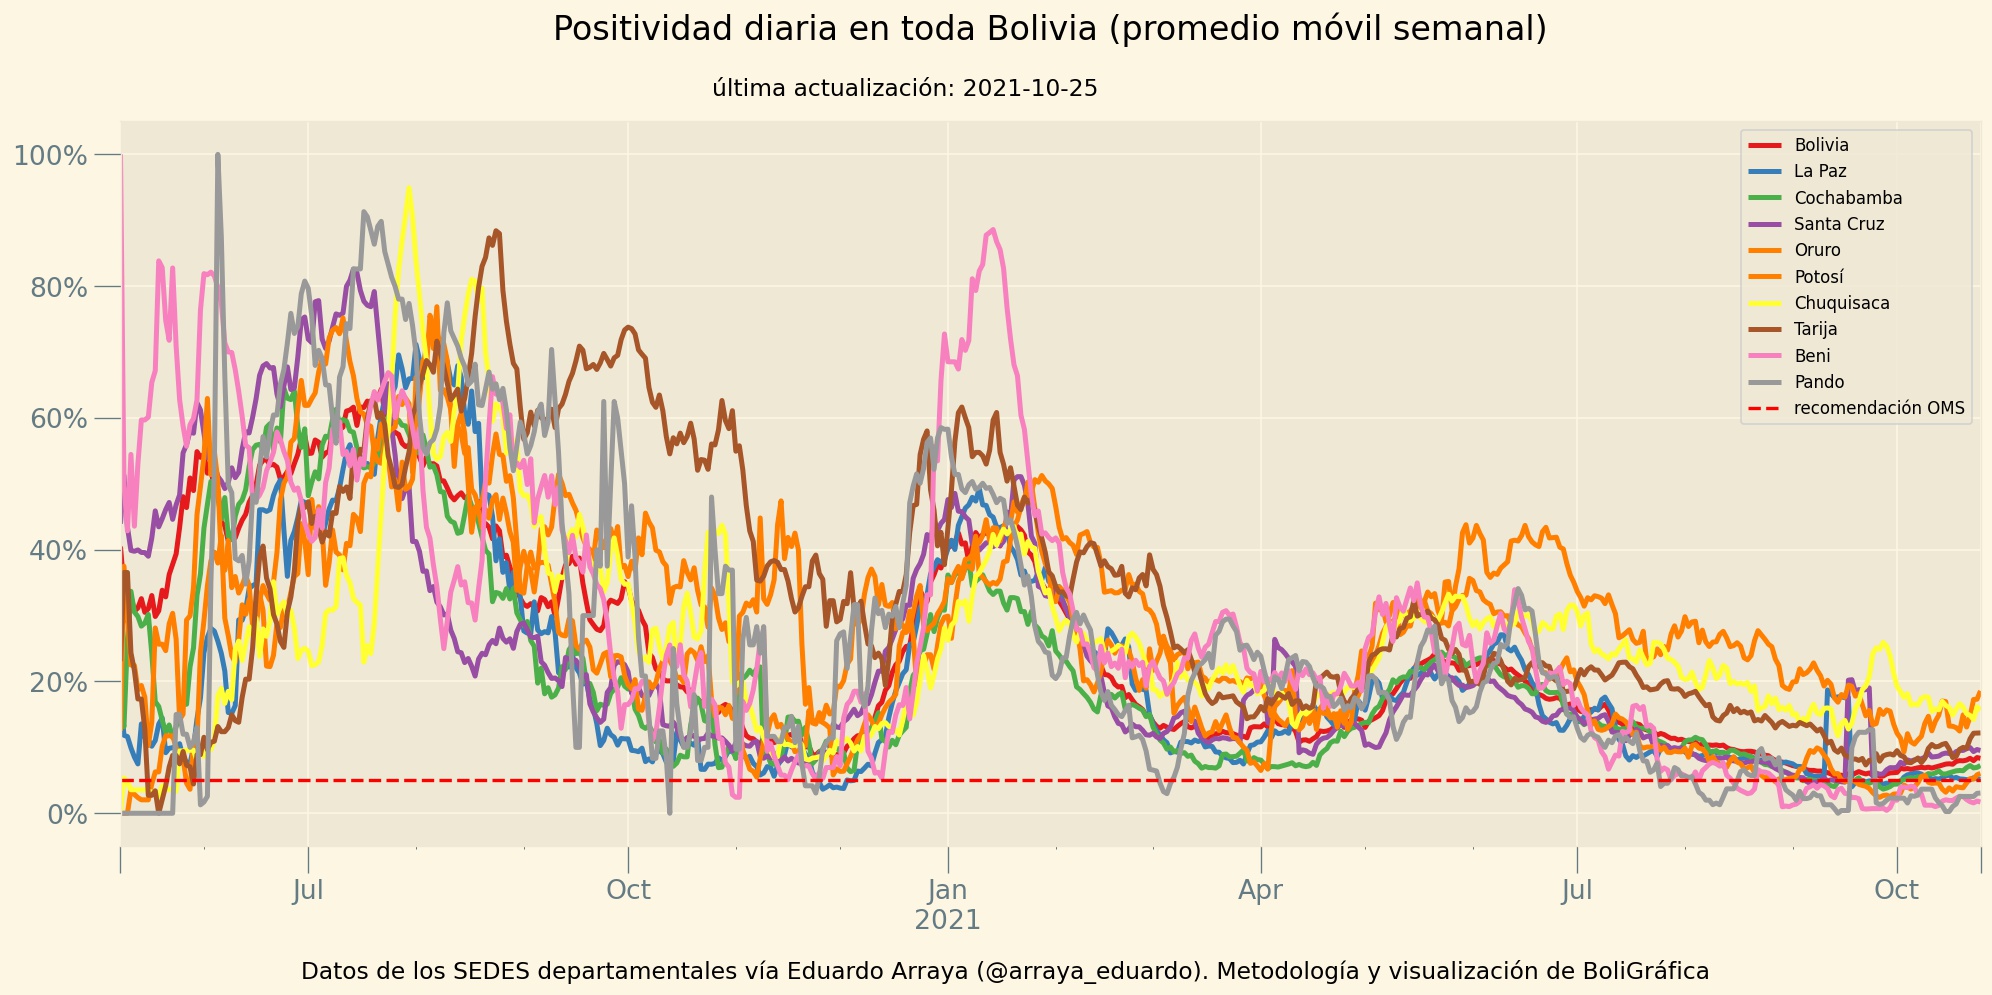 Positividad diaria en toda Bolivia (promedio móvil semanal)
última actualización: 2021-10-25
100%
80%
60%
40%
20%
0%
Bolivia
La Paz
Cochabamba
Santa Cruz
Oruro
Potosí
Chuquisaca
Tarija
Beni
Pando
recomendación OMS
Jul
Oct
Jan
2021
Apr
Jul
Oct
Datos de los SEDES departamentales vía Eduardo Arraya (@arraya_eduardo). Metodología y visualización de BoliGráfica